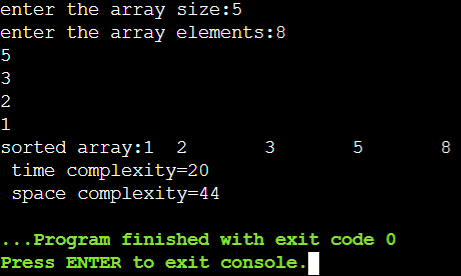 enter the array size:5
enter the array elements:8
5
3
2
1
sorted array:1  2       3       5       8
 time complexity=20
 space complexity=44
...Program finished with exit code 0
Press ENTER to exit console.